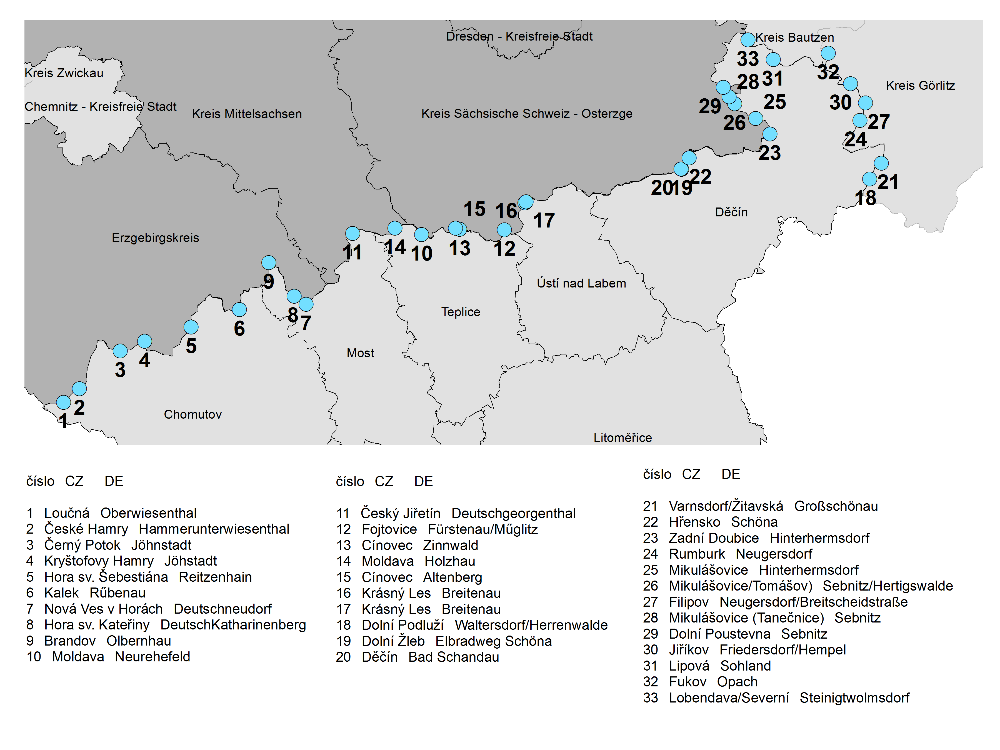 Dresden - Kreisfreie Stadt
Kreis Bautzen
33
31
32
Kreis Zwickau
28
Kreis Görlitz
Chemnitz - Kreisfreie Stadt
Kreis Mittelsachsen
Kreis Sächsische Schweiz - Osterzge
29
25
30
26
27
24
23
22
20
19
21
18
15
16
17
Děčín
Erzgebirgskreis
11
14
10
13
12
9
Ústí nad Labem
8
7
6
Teplice
5
4
3
Most
2
1
Chomutov
Litoměřice
číslo CZ DE
1 Loučná Oberwiesenthal
2 České Hamry Hammerunterwiesenthal
3 Černý Potok Jöhnstadt
4 Kryštofovy Hamry Jöhstadt
5 Hora sv. Šebestiána Reitzenhain
6 Kalek Rűbenau
7 Nová Ves v Horách Deutschneudorf
8 Hora sv. Kateřiny DeutschKatharinenberg
9 Brandov Olbernhau
10 Moldava Neurehefeld
číslo CZ DE
11 Český Jiřetín Deutschgeorgenthal
12 Fojtovice Fürstenau/Műglitz
13 Cínovec Zinnwald
14 Moldava Holzhau
15 Cínovec Altenberg
16 Krásný Les Breitenau
17 Krásný Les Breitenau
18 Dolní Podluží Waltersdorf/Herrenwalde
19 Dolní Žleb Elbradweg Schöna
20 Děčín Bad Schandau
číslo CZ DE
21 Varnsdorf/Žitavská Großschönau
22 Hřensko Schöna
23 Zadní Doubice Hinterhermsdorf
24 Rumburk Neugersdorf
25 Mikulášovice Hinterhermsdorf
26 Mikulášovice/Tomášov) Sebnitz/Hertigswalde
27 Filipov Neugersdorf/Breitscheidstraße
28 Mikulášovice (Tanečnice) Sebnitz
29 Dolní Poustevna Sebnitz
30 Jiříkov Friedersdorf/Hempel
31 Lipová Sohland
32 Fukov Opach
33 Lobendava/Severní Steinigtwolmsdorf